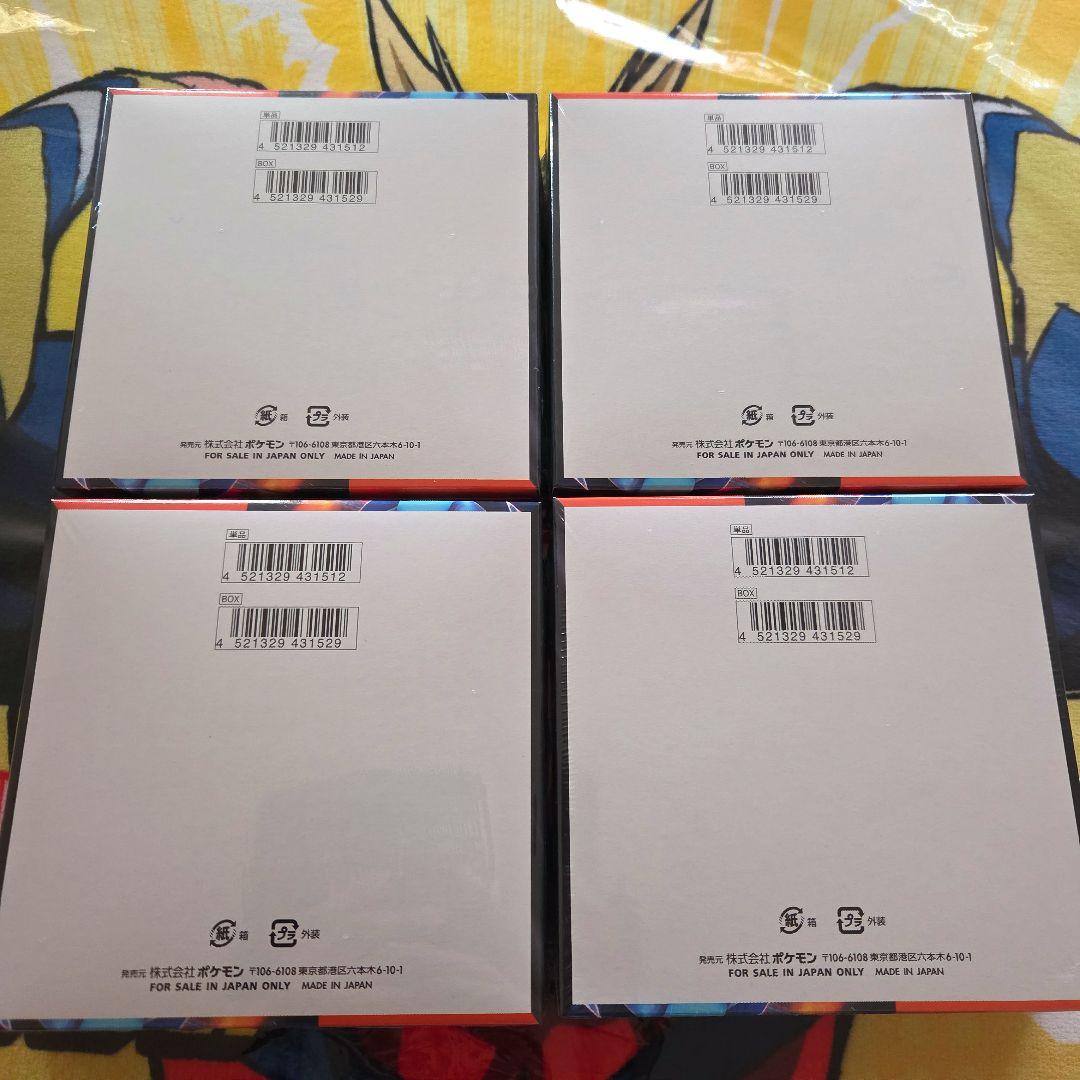 単品
4 521329 431512
BOX
4 521329 431529
紙 箱 プラ 外装
発売元 株式会社 ポケモン 〒106-6108 東京都港区六本木6-10-1
FOR SALE IN JAPAN ONLY MADE IN JAPAN
単品
4 521329 431512
BOX
4 521329 431529
紙 箱 プラ 外装
発売元 株式会社 ポケモン 〒106-6108 東京都港区六本木6-10-1
FOR SALE IN JAPAN ONLY MADE IN JAPAN
単品
4 521329 431512
BOX
4 521329 431529
紙 箱 プラ 外装
発売元 株式会社 ポケモン 〒106-6108 東京都港区六本木6-10-1
FOR SALE IN JAPAN ONLY MADE IN JAPAN
単品
4 521329 431512
BOX
4 521329 431529
紙 箱 プラ 外装
発売元 株式会社 ポケモン 〒106-6108 東京都港区六本木6-10-1
FOR SALE IN JAPAN ONLY MADE IN JAPAN